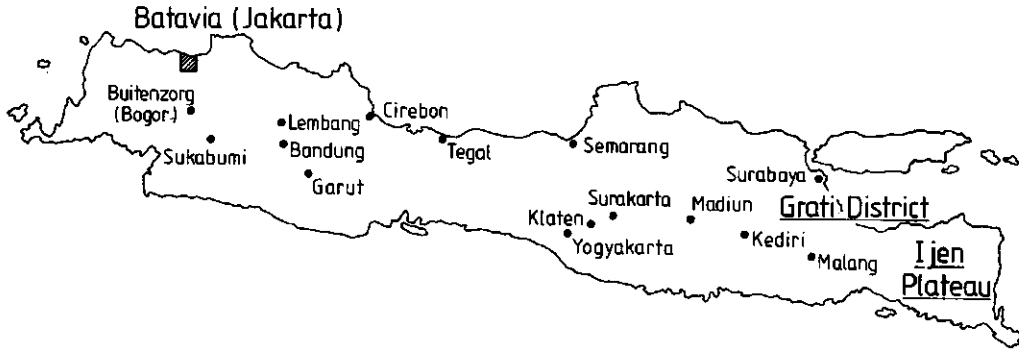 Batavia (Jakarta)
Buitenzorg
(Bogor.)
Sukabumi
Lembang
Bandung
Garut
Cirebon
Tegal
Semarang
Surakarta
Klaten
Yogyakarta
Madiun
Surabaya
Grati District
Kediri
Malang
Ijen
Plateau